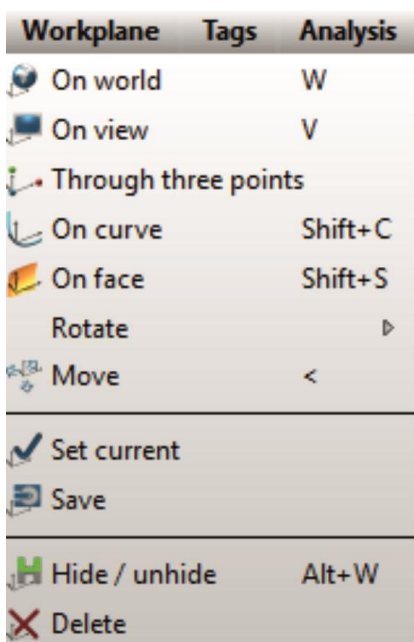 Workplane Tags Analysis
On world W
On view V
Through three points
On curve Shift+C
On face Shift+S
Rotate
Move <
Set current
Save
Hide / unhide Alt+W
Delete